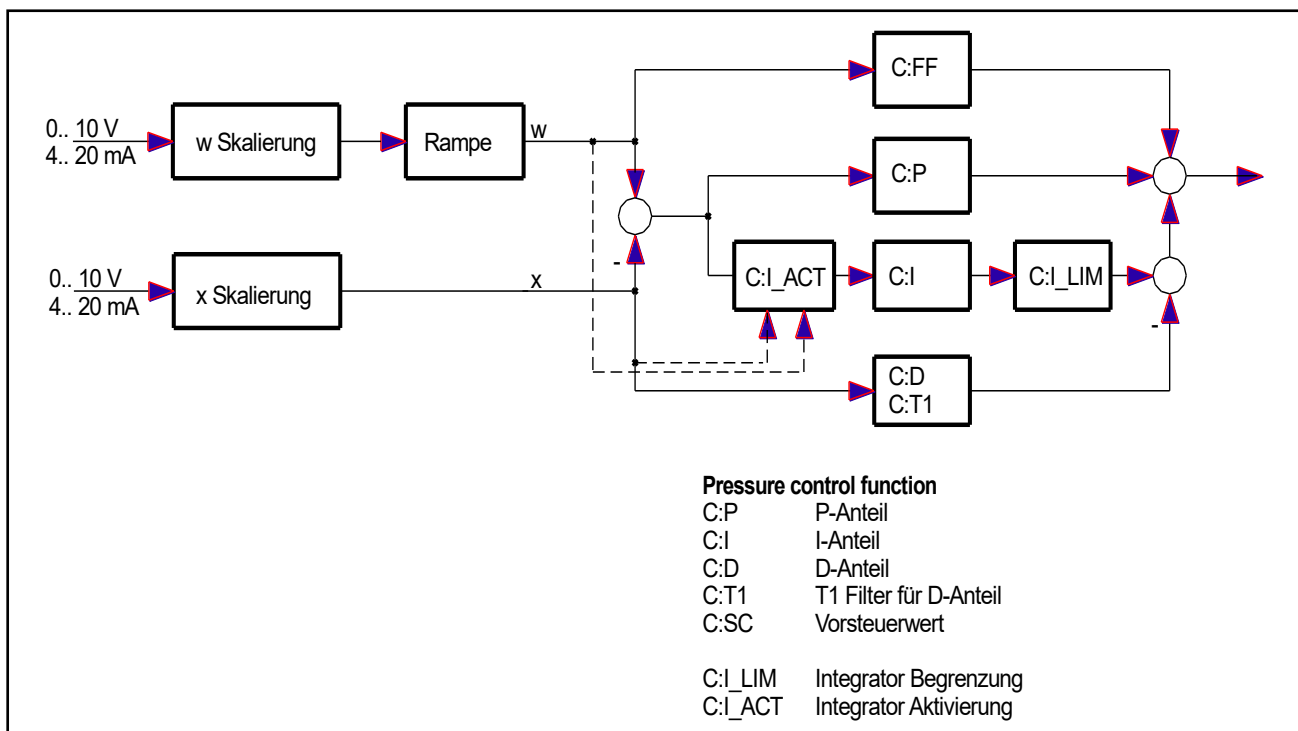 C:FF
0.. 10 V
4.. 20 mA
w Skalierung
Rampe
w
C:P
-
0.. 10 V
4.. 20 mA
x Skalierung
x
C:I_ACT
C:I
C:I_LIM
-
C:D
C:T1
Pressure control function
C:P P-Anteil
C:I I-Anteil
C:D D-Anteil
C:T1 T1 Filter für D-Anteil
C:SC Vorsteuerwert
C:I_LIM Integrator Begrenzung
C:I_ACT Integrator Aktivierung